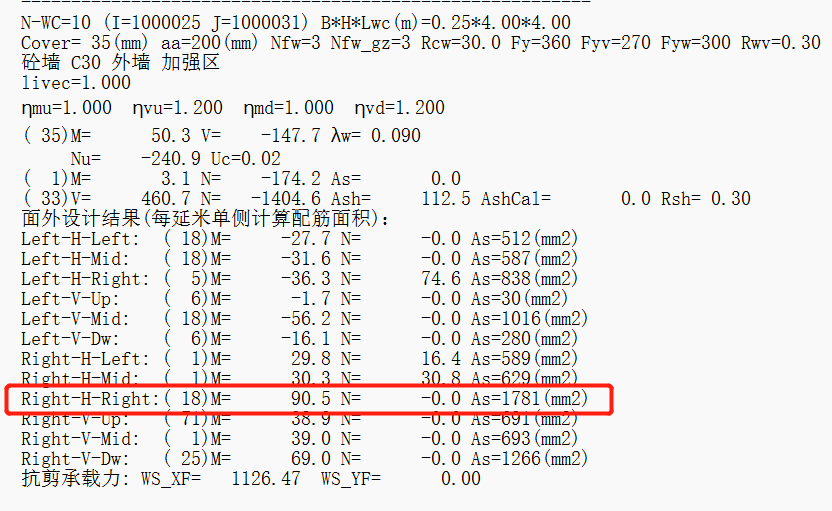 N-WC=10 (I=1000025 J=1000031) B*H*Lwc(m)=0.25*4.00*4.00
Cover= 35(mm) aa=200(mm) Nfw=3 Nfw_gz=3 Rcw=30.0 Fy=360 Fyv=270 Fyw=300 Rwv=0.30
砼墙 C30 外墙 加强区
livec=1.000
ημu=1.000 ηvu=1.200 ηmd=1.000 ηvd=1.200
( 35)M= 50.3 V= -147.7 λw= 0.090
Nu= -240.9 Uc=0.02
( 1)M= 3.1 N= -174.2 As= 0.0
( 33)V= 460.7 N= -1404.6 Ash= 112.5 AshCal= 0.0 Rsh= 0.30
面外设计结果(每延米单侧计算配筋面积):
Left-H-Left: ( 18)M= -27.7 N= -0.0 As=512(mm2)
Left-H-Mid: ( 18)M= -31.6 N= -0.0 As=587(mm2)
Left-H-Right: ( 5)M= -36.3 N= 74.6 As=838(mm2)
Left-V-Up: ( 6)M= -1.7 N= -0.0 As=30(mm2)
Left-V-Mid: ( 18)M= -56.2 N= -0.0 As=1016(mm2)
Left-V-Dw: ( 6)M= -16.1 N= -0.0 As=280(mm2)
Right-H-Left: ( 1)M= 29.8 N= 16.4 As=589(mm2)
Right-H-Mid: ( 1)M= 30.3 N= 30.8 As=629(mm2)
Right-H-Right:( 18)M= 90.5 N= -0.0 As=1781(mm2)
Right-V-Up: ( 71)M= 38.9 N= -0.0 As=691(mm2)
Right-V-Mid: ( 1)M= 39.0 N= -0.0 As=693(mm2)
Right-V-Dw: ( 25)M= 69.0 N= -0.0 As=1266(mm2)
抗剪承载力: WS_XF= 1126.47 WS_YF= 0.00